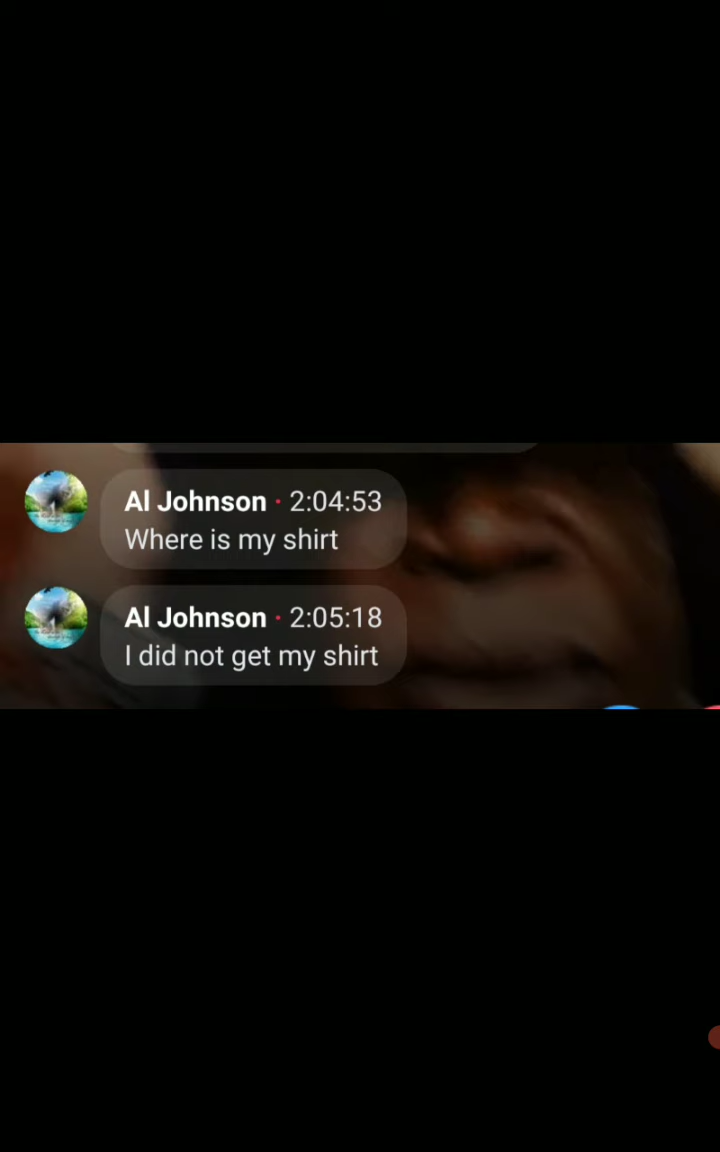 Al Johnson · 2:04:53
Where is my shirt
Al Johnson · 2:05:18
I did not get my shirt